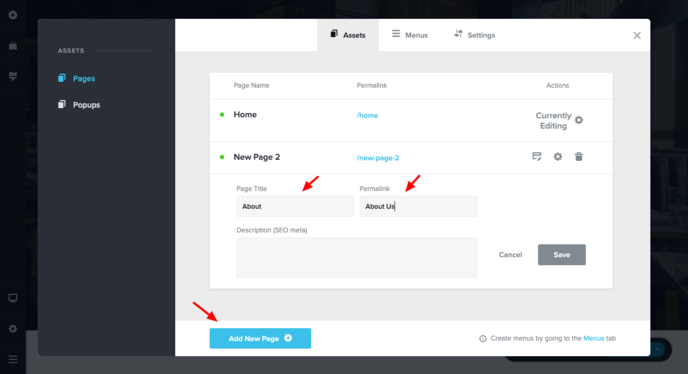 ASSETS
Pages
Popups
Assets
Menus
Settings
Page Name
Permalink
Actions
Home
/home
Currently
Editing
New Page 2
/new-page-2
Page Title
Permalink
About
About Us
Description (SEO meta)
Cancel
Save
Add New Page
Create menus by going to the Menus tab